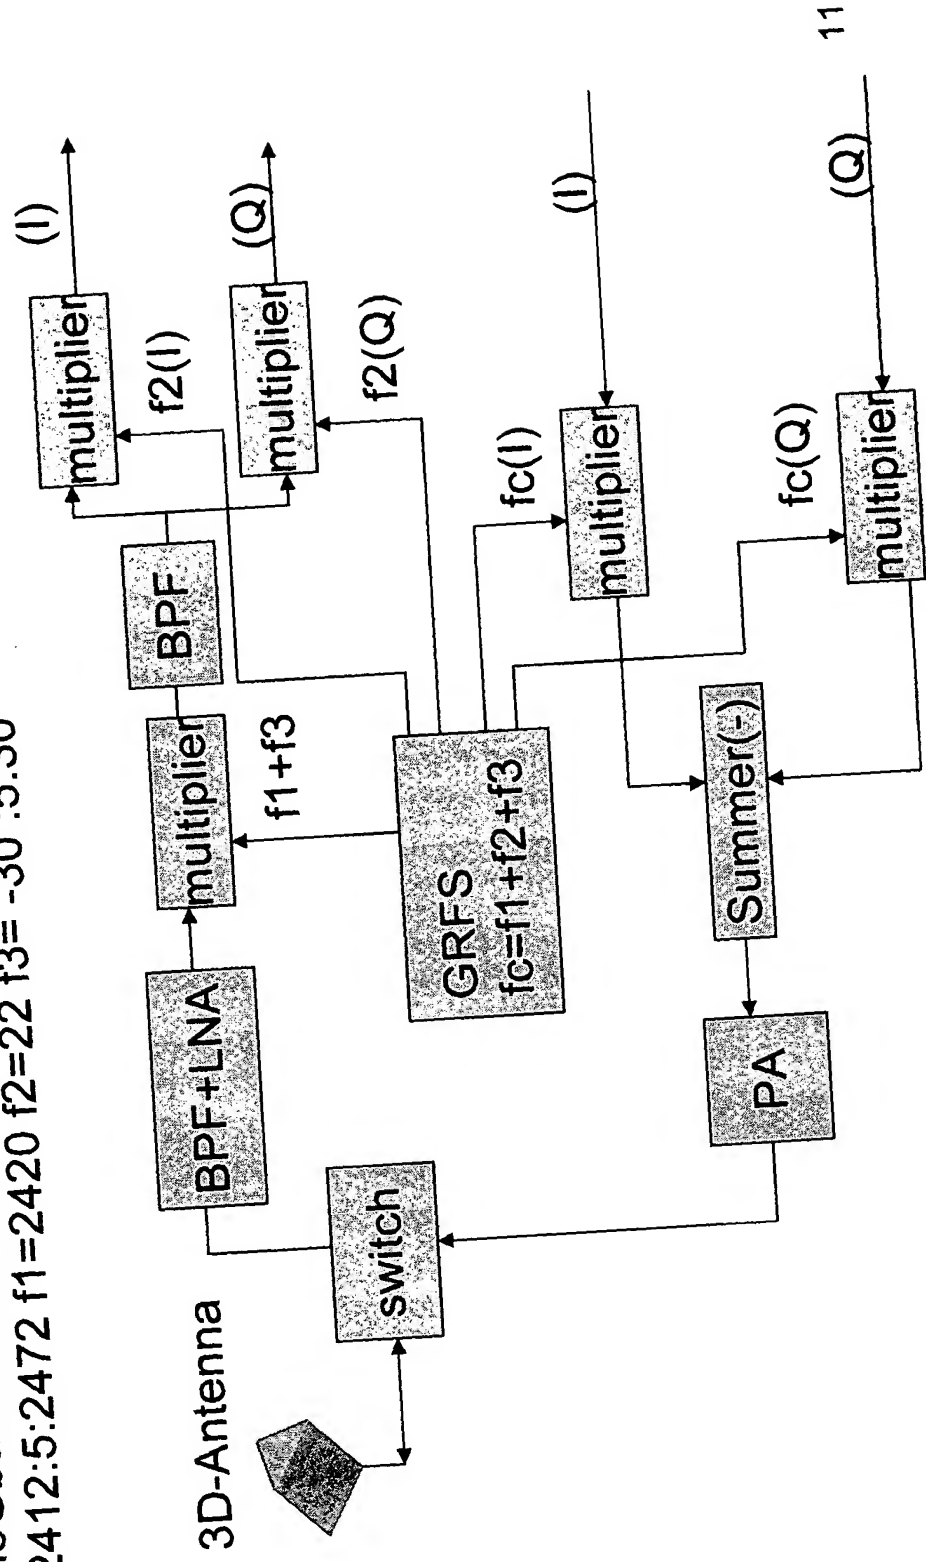 2412:5:2472 f1=2420 f2=22 f3= -30 :5:30
3D-Antenna
switch
BPF+LNA
multiplier
f1+f3
BPF
multiplier
(I)
f2(I)
multiplier
(Q)
f2(Q)
GRFS
fc=f1+f2+f3
fc(I)
multiplier
(I)
fc(Q)
multiplier
(Q)
Summer(-)
PA
11